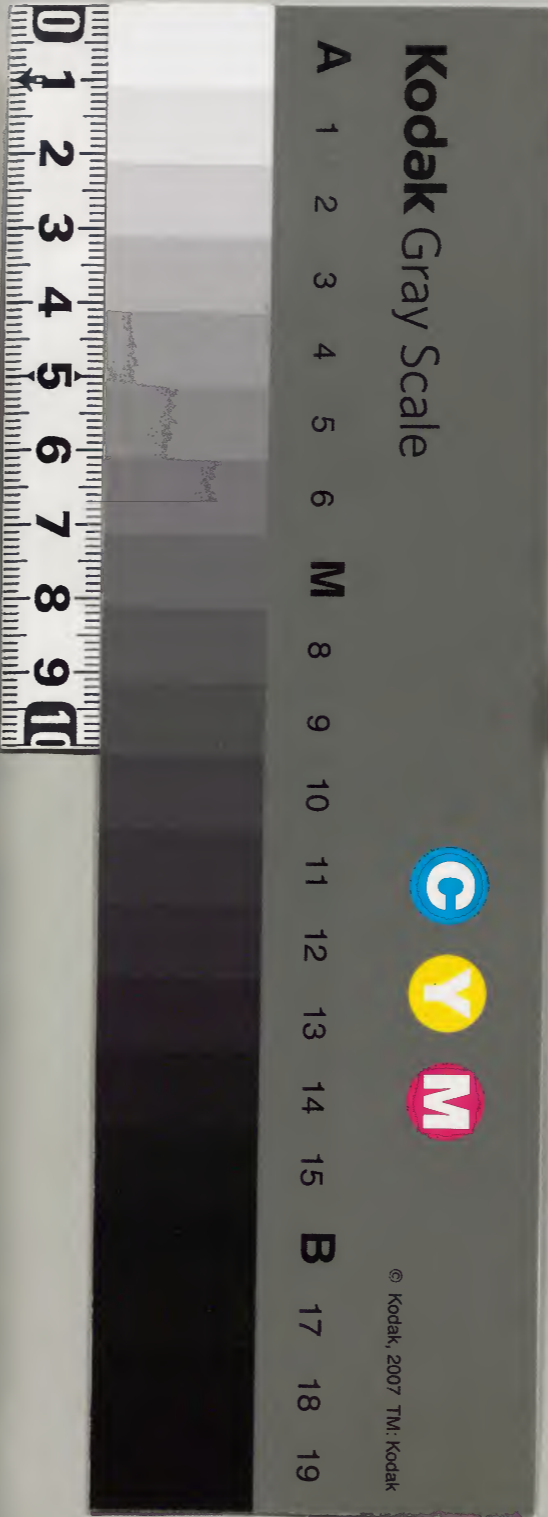 Kodak Gray Scale
C Y M
© Kodak, 2007 TM: Kodak
A 1 2 3 4 5 6 M 8 9 10 11 12 13 14 15 B 17 18 19
0 1 2 3 4 5 6 7 8 9 10